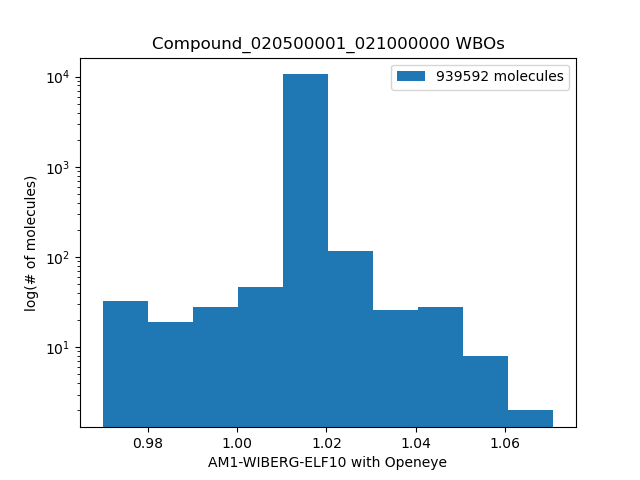 Compound_020500001_021000000 WBOs
939592 molecules
log(# of molecules)
10⁴
10³
10²
10¹
0.98 1.00 1.02 1.04 1.06
AM1-WIBERG-ELF10 with Openeye